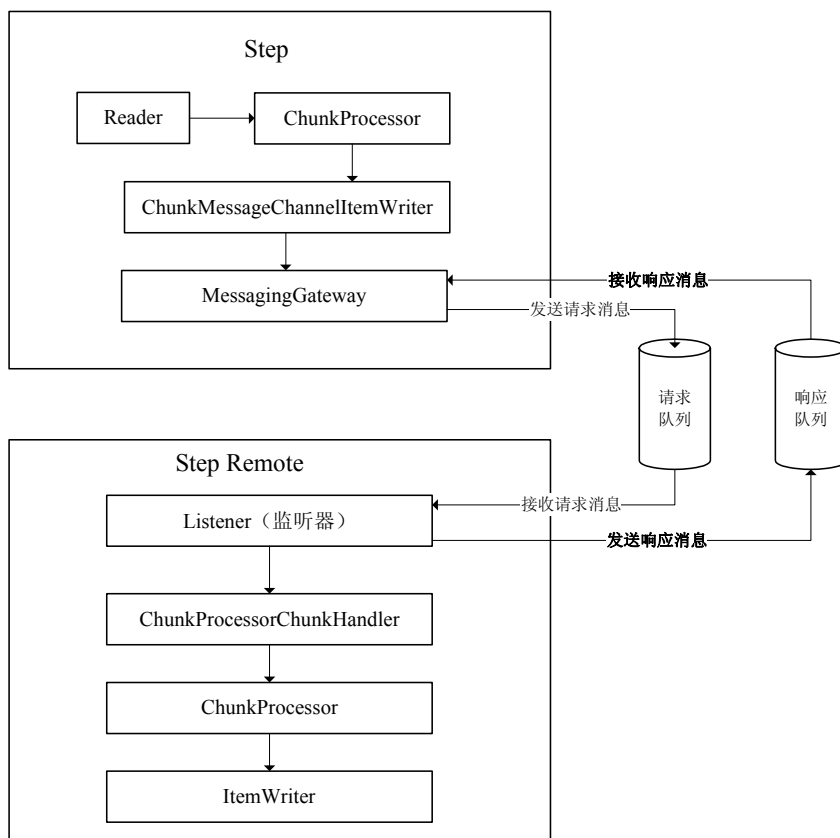 Step
Reader
ChunkProcessor
ChunkMessageChannelItemWriter
MessagingGateway
接收响应消息
发送请求消息
请求
队列
响应
队列
Step Remote
Listener（监听器）
接收请求消息
发送响应消息
ChunkProcessorChunkHandler
ChunkProcessor
ItemWriter